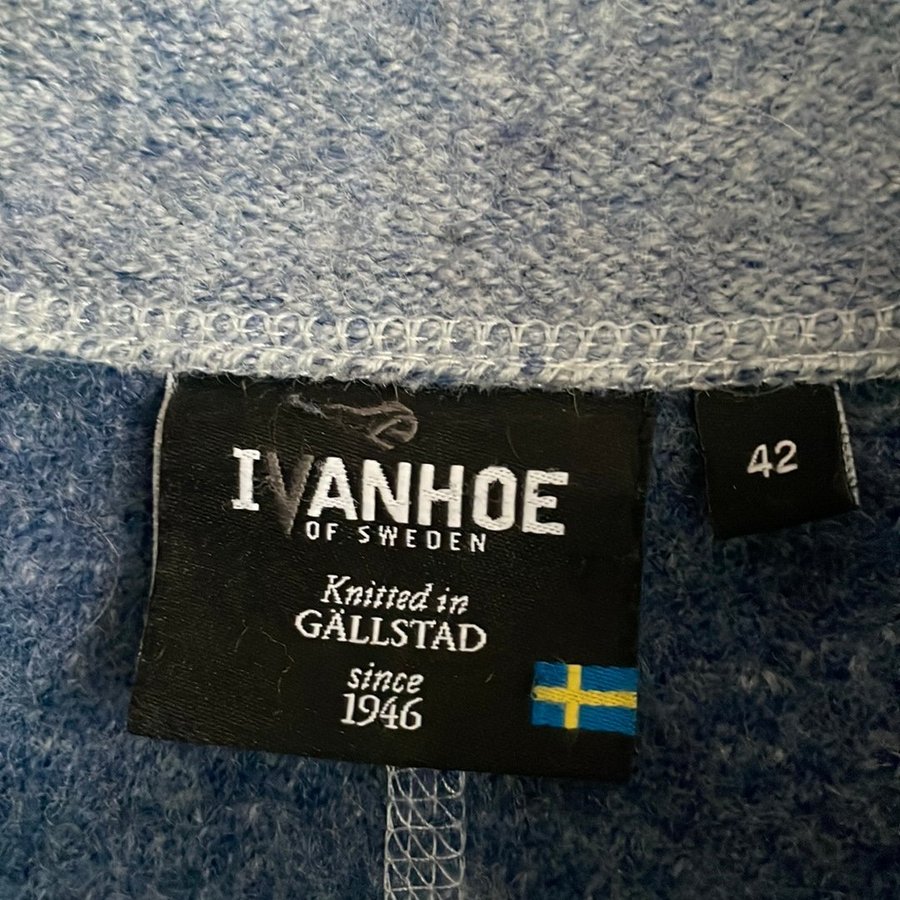 IVANHOE
OF SWEDEN
Knitted in
GÄLLSTAD
since
1946
42